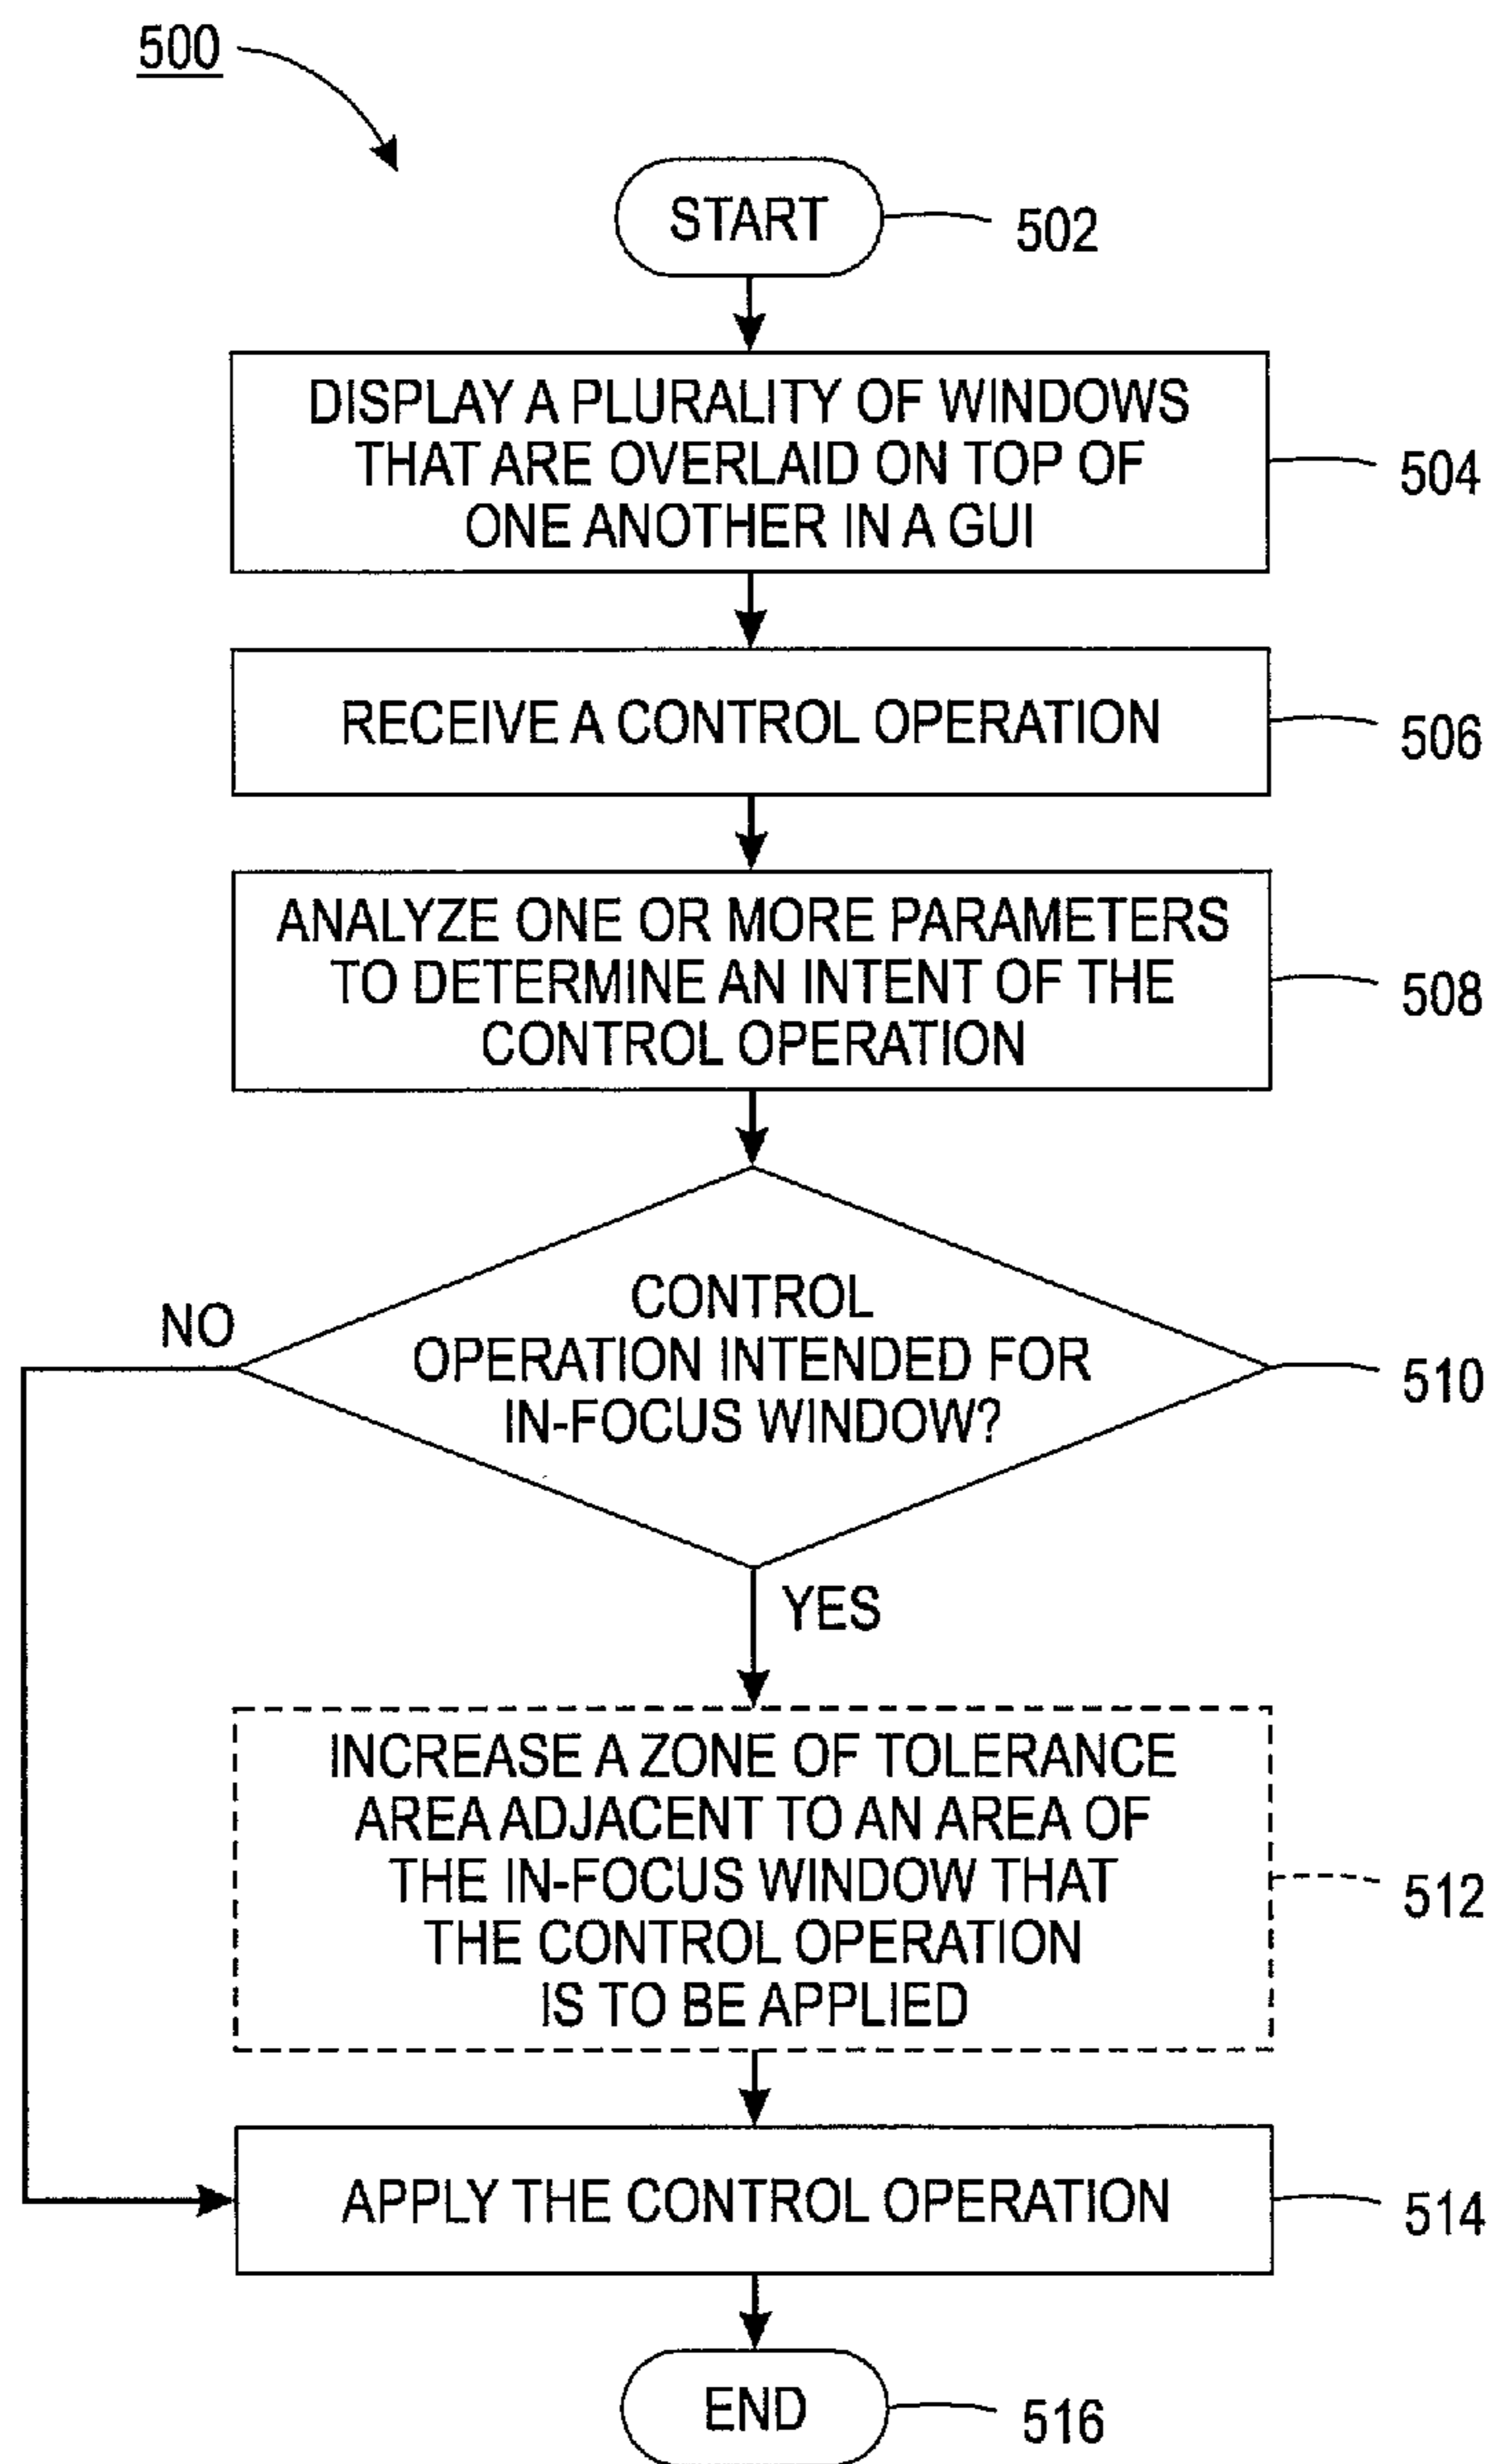 500
START
502
DISPLAY A PLURALITY OF WINDOWS
THAT ARE OVERLAID ON TOP OF
ONE ANOTHER IN A GUI
504
RECEIVE A CONTROL OPERATION
506
ANALYZE ONE OR MORE PARAMETERS
TO DETERMINE AN INTENT OF THE
CONTROL OPERATION
508
NO
CONTROL
OPERATION INTENDED FOR
IN-FOCUS WINDOW?
510
YES
INCREASE A ZONE OF TOLERANCE
AREA ADJACENT TO AN AREA OF
THE IN-FOCUS WINDOW THAT
THE CONTROL OPERATION
IS TO BE APPLIED
512
APPLY THE CONTROL OPERATION
514
END
516